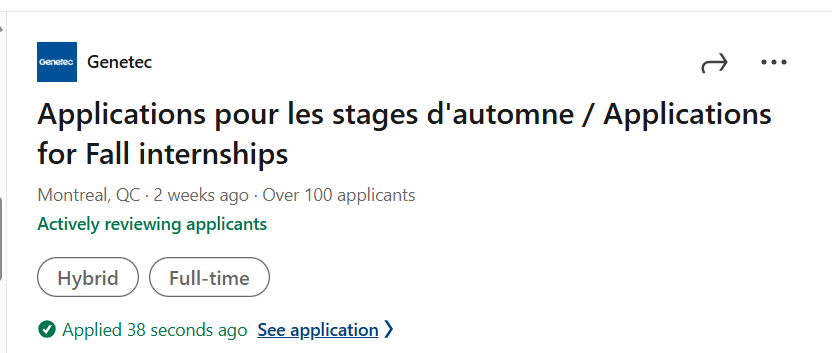 Genetec
Genetec
Applications pour les stages d'automne / Applications
for Fall internships
Montreal, QC · 2 weeks ago · Over 100 applicants
Actively reviewing applicants
Hybrid
Full-time
Applied 38 seconds ago See application